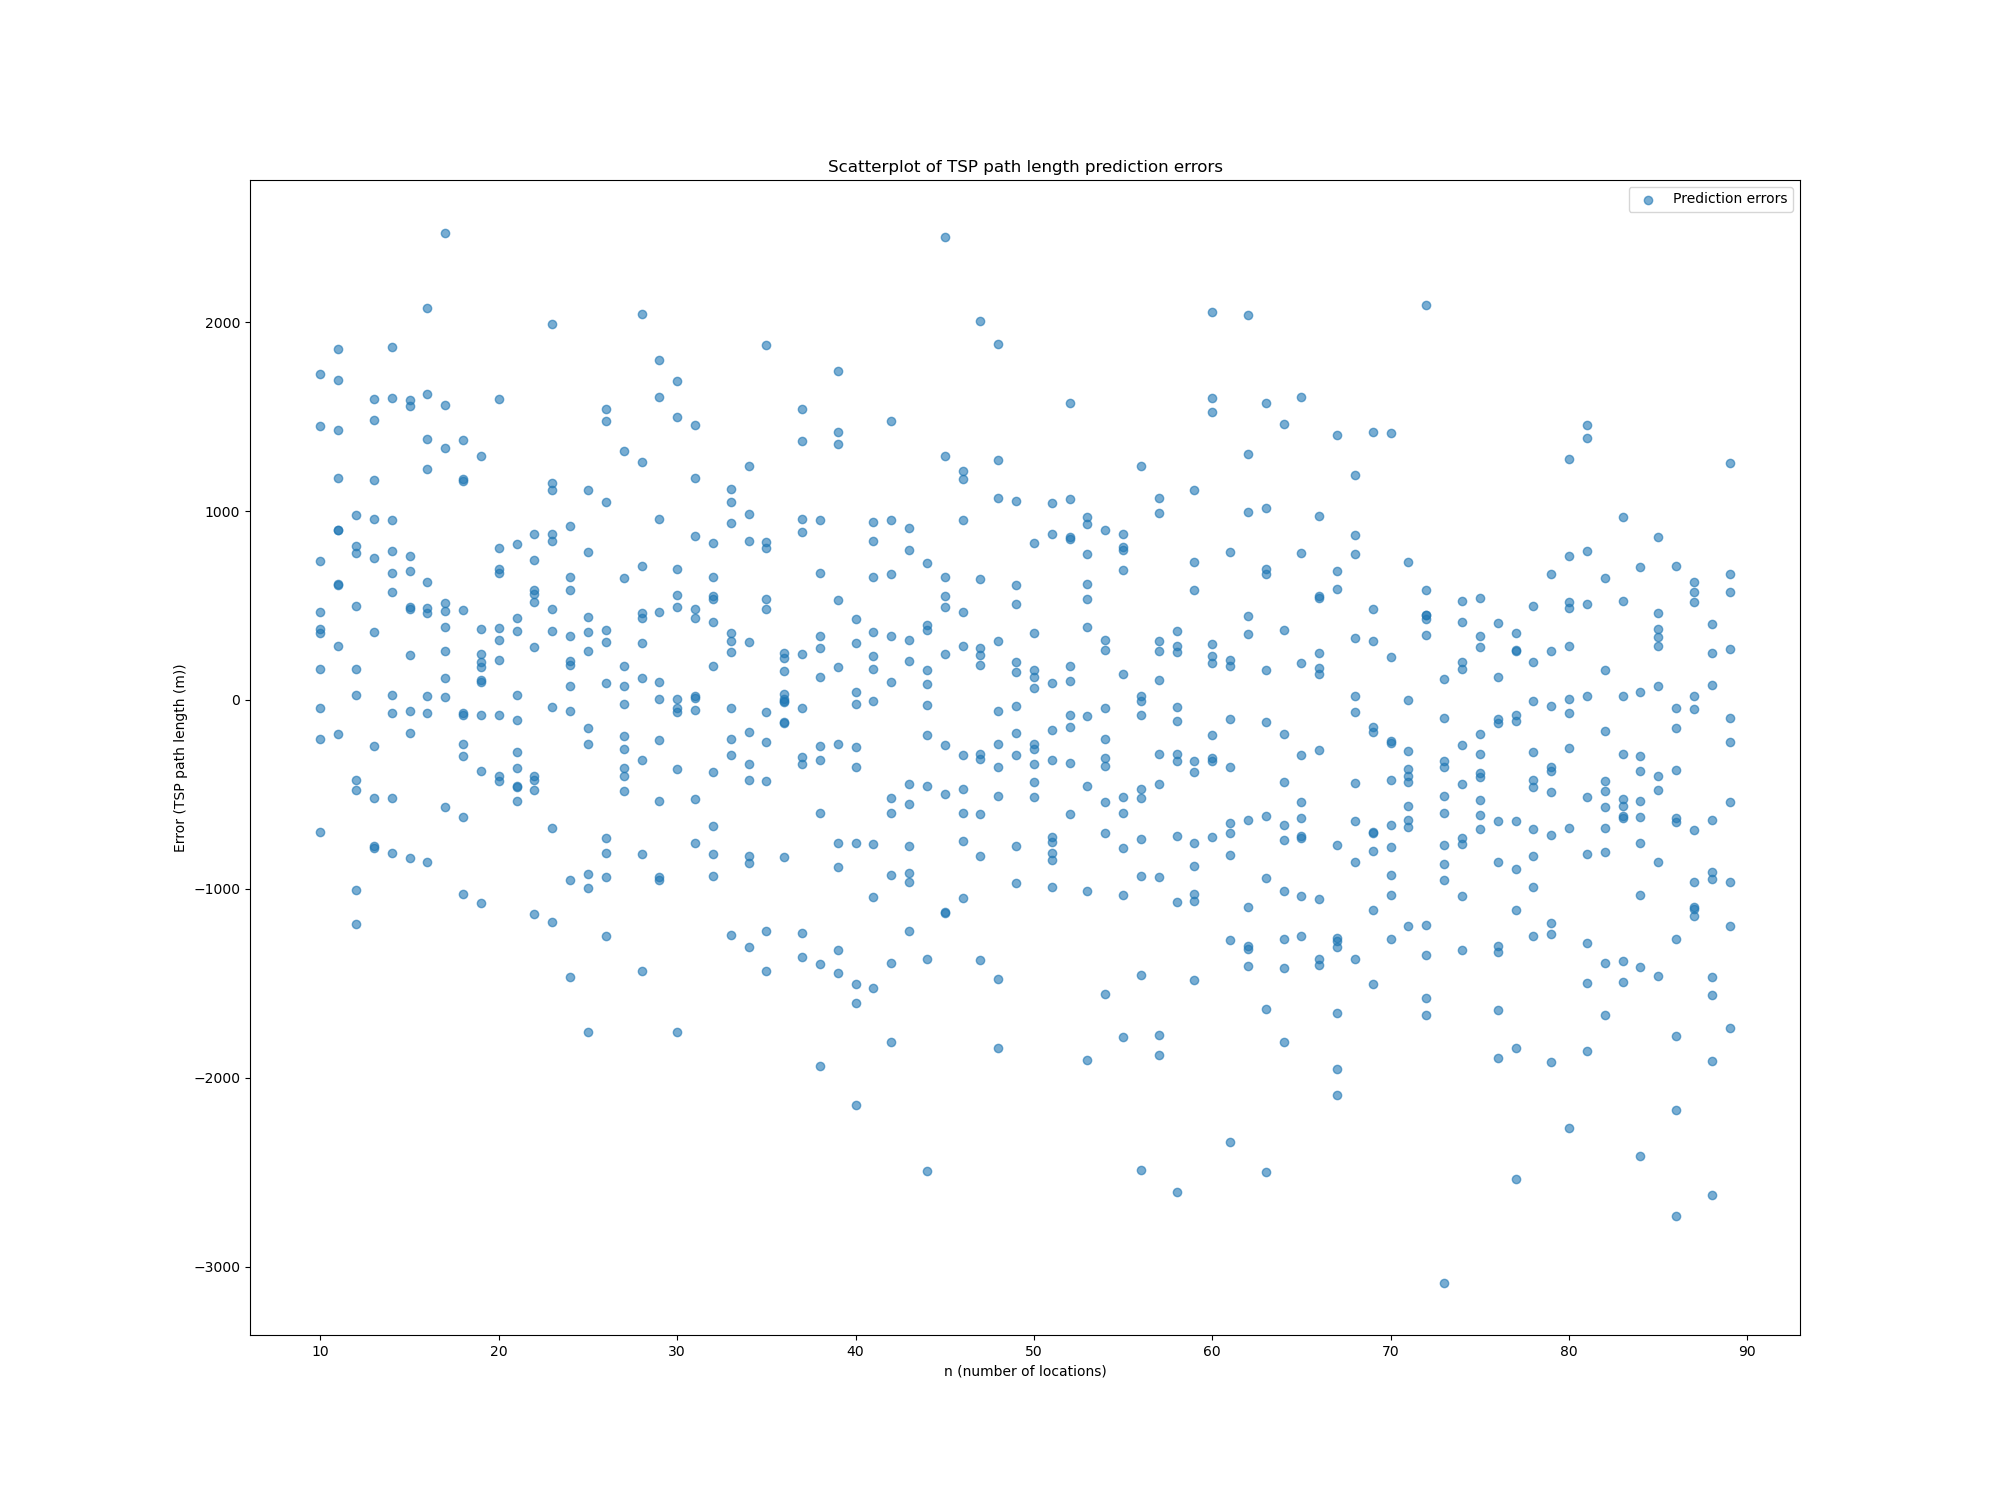 Scatterplot of TSP path length prediction errors
Prediction errors
Error (TSP path length (m))
2000
1000
0
−1000
−2000
−3000
10 20 30 40 50 60 70 80 90
n (number of locations)